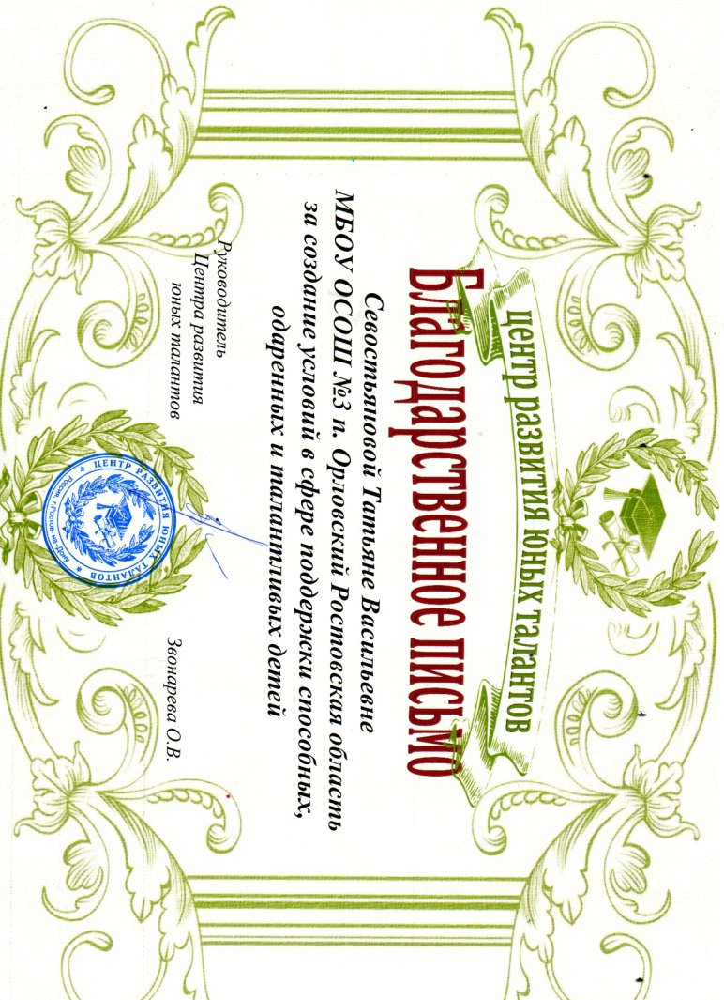 центр развития юных талантов
Благодарственное письмо
Севостьяновой Татьяне Васильевне
МБОУ ОСОШ №3 п. Орловский Ростовская область
за создание условий в сфере поддержки способных,
одаренных и талантливых детей
Руководитель
Центра развития
юных талантов
Звонарева О.В.
* ЦЕНТР РАЗВИТИЯ ЮНЫХ ТАЛАНТОВ *
Россия, г.Ростов-на-Дону